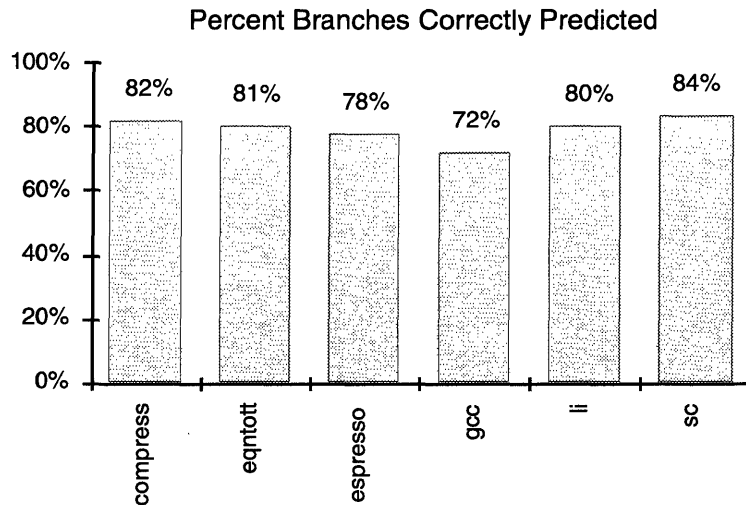 Percent Branches Correctly Predicted
100%
80%
60%
40%
20%
0%
82%
81%
78%
72%
80%
84%
compress
eqntott
espresso
gcc
li
sc